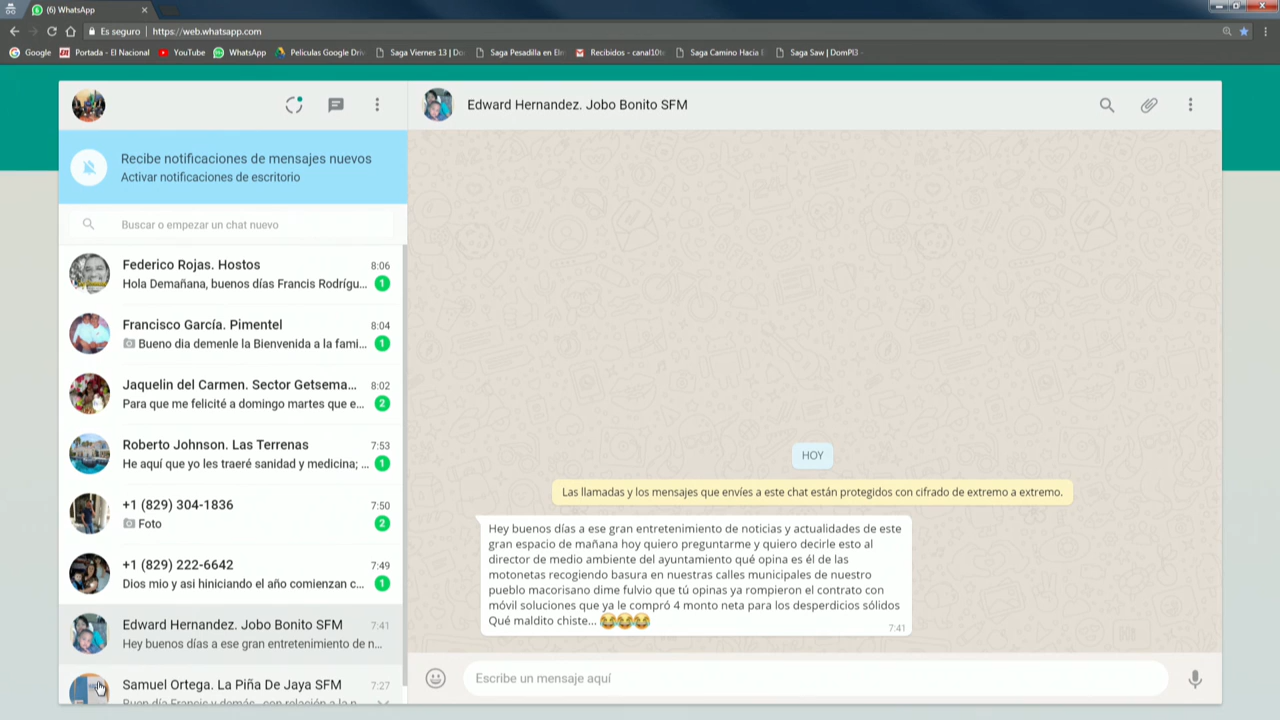 (6) WhatsApp
Es seguro | https://web.whatsapp.com
Google
Portada - El Nacional
YouTube
WhatsApp
Películas Google Driv
Saga Viernes 13 | Do
Saga Pesadilla en Elm
Recibidos - canal10t
Saga Camino Hacia E
Saga Saw | DomPl3 -
Edward Hernandez. Jobo Bonito SFM
Recibe notificaciones de mensajes nuevos
Activar notificaciones de escritorio
Buscar o empezar un chat nuevo
Federico Rojas. Hostos 8:06
Hola Demañana, buenos días Francis Rodrígu... 1
Francisco García. Pimentel 8:04
Bueno dia demenle la Bienvenida a la fami... 1
Jaquelin del Carmen. Sector Getsema... 8:02
Para que me felicité a domingo martes que e... 2
Roberto Johnson. Las Terrenas 7:53
He aquí que yo les traeré sanidad y medicina; ... 1
+1 (829) 304-1836 7:50
Foto 2
+1 (829) 222-6642 7:49
Dios mio y asi hiniciando el año comienzan c... 1
Edward Hernandez. Jobo Bonito SFM 7:41
Hey buenos días a ese gran entretenimiento de n...
Samuel Ortega. La Piña De Jaya SFM 7:27
Buen día Francis y demás, con relación a la n
HOY
Las llamadas y los mensajes que envíes a este chat están protegidos con cifrado de extremo a extremo.
Hey buenos días a ese gran entretenimiento de noticias y actualidades de este
gran espacio de mañana hoy quiero preguntarme y quiero decirle esto al
director de medio ambiente del ayuntamiento qué opina es él de las
motonetas recogiendo basura en nuestras calles municipales de nuestro
pueblo macorisano dime fulvio que tú opinas ya rompieron el contrato con
móvil soluciones que ya le compró 4 monto neta para los desperdicios sólidos
Qué maldito chiste... 😂😂😂
7:41
Escribe un mensaje aquí